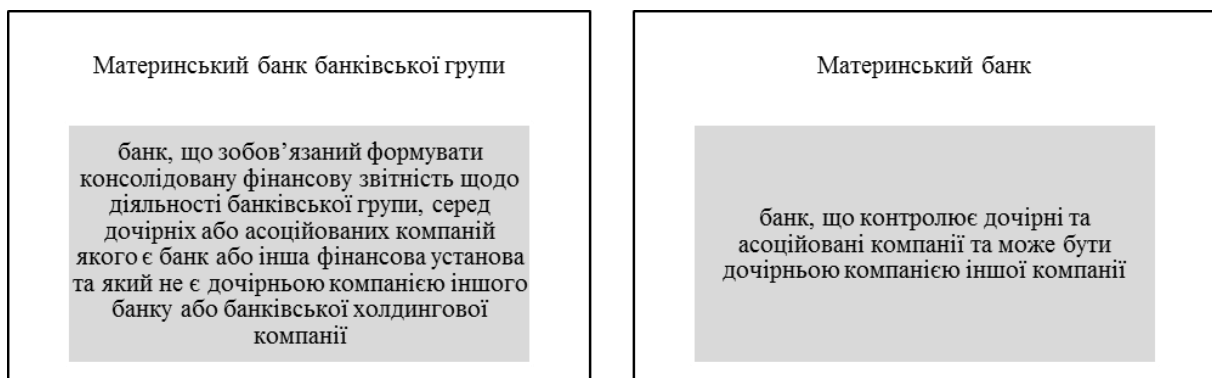 Материнський банк банківської групи
банк, що зобов’язаний формувати
консолідовану фінансову звітність щодо
діяльності банківської групи, серед
дочірніх або асоційованих компаній
якого є банк або інша фінансова установа
та який не є дочірньою компанією іншого
банку або банківської холдингової
компанії
Материнський банк
банк, що контролює дочірні та
асоційовані компанії та може бути
дочірньою компанією іншої компанії